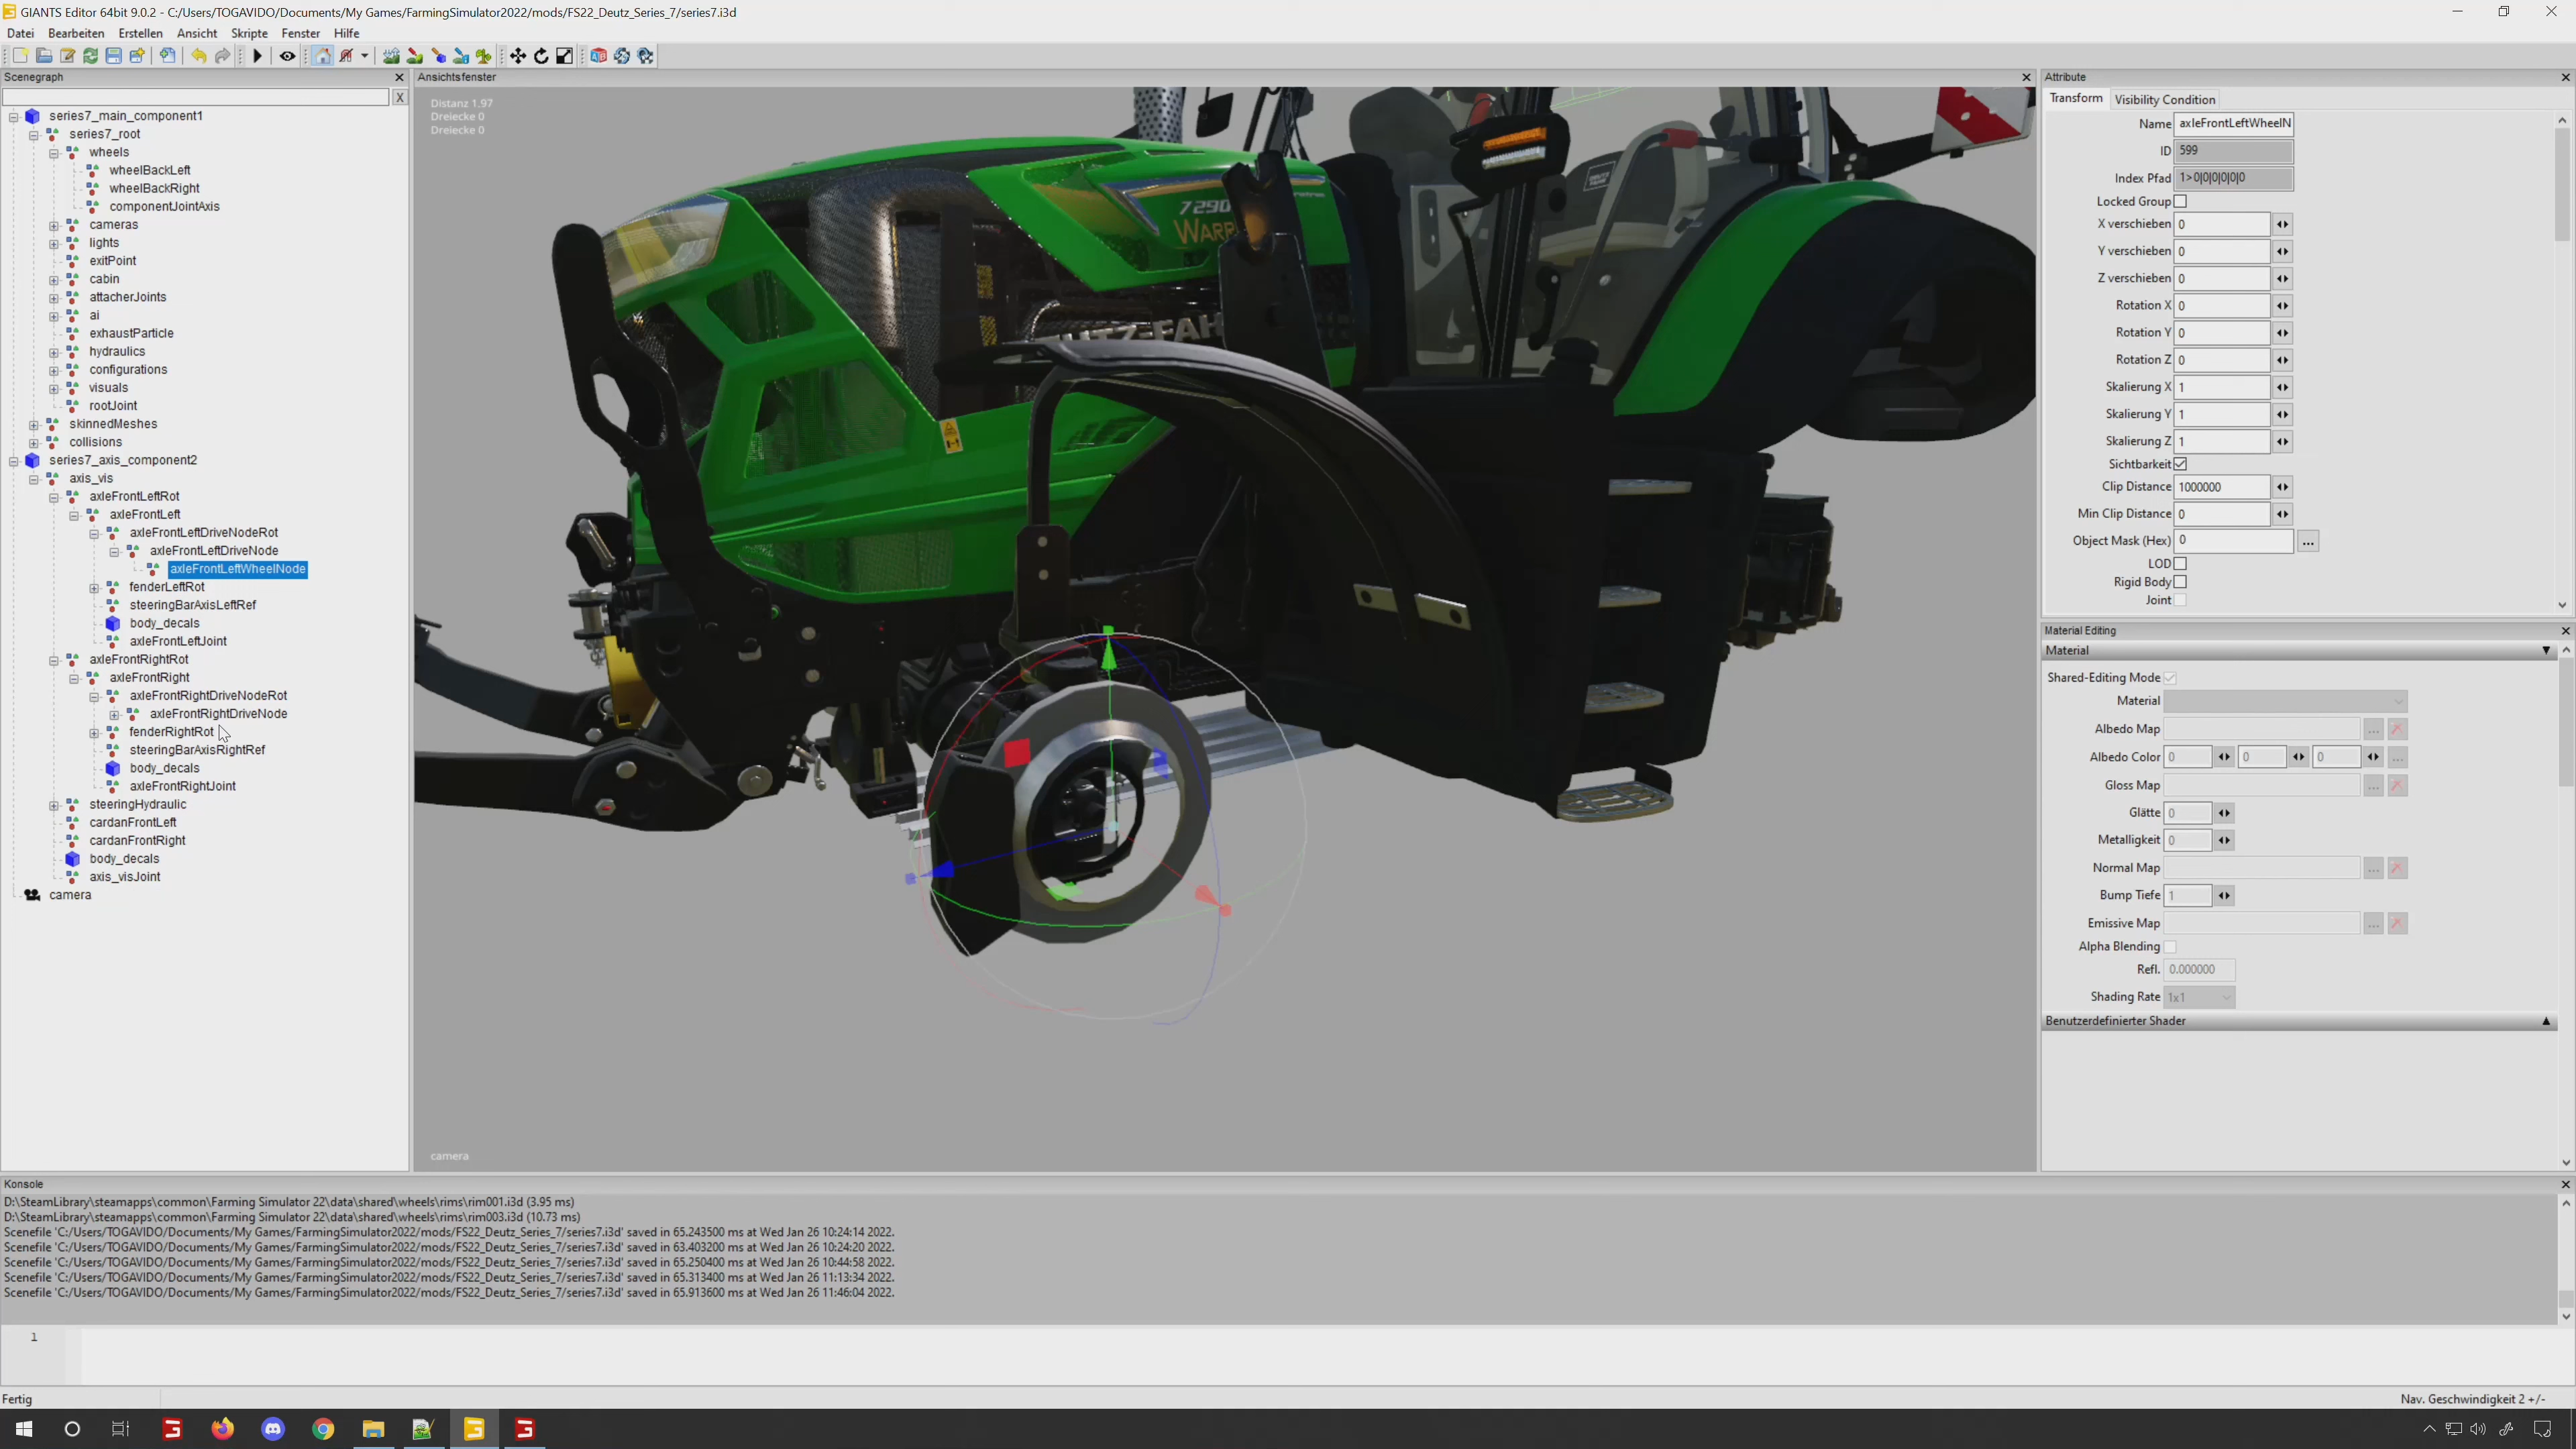 GIANTS Editor 64bit 9.0.2 - C:/Users/TOGAVIDO/Documents/My Games/FarmingSimulator2022/mods/FS22_Deutz_Series_7/series7.i3d
Datei Bearbeiten Erstellen Ansicht Skripte Fenster Hilfe
Scenegraph
X
series7_main_component1
series7_root
wheels
wheelBackLeft
wheelBackRight
componentJointAxis
cameras
lights
exitPoint
cabin
attacherJoints
ai
exhaustParticle
hydraulics
configurations
visuals
rootJoint
skinnedMeshes
collisions
series7_axis_component2
axis_vis
axleFrontLeftRot
axleFrontLeft
axleFrontLeftDriveNodeRot
axleFrontLeftDriveNode
axleFrontLeftWheelNode
fenderLeftRot
steeringBarAxisLeftRef
body_decals
axleFrontLeftJoint
axleFrontRightRot
axleFrontRight
axleFrontRightDriveNodeRot
axleFrontRightDriveNode
fenderRightRot
steeringBarAxisRightRef
body_decals
axleFrontRightJoint
steeringHydraulic
cardanFrontLeft
cardanFrontRight
body_decals
axis_visJoint
camera
Ansichtsfenster
Distanz 1.97
Dreiecke 0
Dreiecke 0
7290
WARR
UTZ-FAH
camera
Attribute
Transform Visibility Condition
Name axleFrontLeftWheelN
ID 599
Index Pfad 1>0|0|0|0|0|0
Locked Group
X verschieben 0
Y verschieben 0
Z verschieben 0
Rotation X 0
Rotation Y 0
Rotation Z 0
Skalierung X 1
Skalierung Y 1
Skalierung Z 1
Sichtbarkeit
Clip Distance 1000000
Min Clip Distance 0
Object Mask (Hex) 0 ...
LOD
Rigid Body
Joint
Material Editing
Material
Shared-Editing Mode
Material
Albedo Map ...
Albedo Color 0 0 0 ...
Gloss Map ...
Glätte 0
Metalligkeit 0
Normal Map ...
Bump Tiefe 1
Emissive Map ...
Alpha Blending
Refl. 0.000000
Shading Rate 1x1
Benutzerdefinierter Shader
Konsole
D:\SteamLibrary\steamapps\common\Farming Simulator 22\data\shared\wheels\rims\rim001.i3d (3.95 ms)
D:\SteamLibrary\steamapps\common\Farming Simulator 22\data\shared\wheels\rims\rim003.i3d (10.73 ms)
Scenefile 'C:/Users/TOGAVIDO/Documents/My Games/FarmingSimulator2022/mods/FS22_Deutz_Series_7/series7.i3d' saved in 65.243500 ms at Wed Jan 26 10:24:14 2022.
Scenefile 'C:/Users/TOGAVIDO/Documents/My Games/FarmingSimulator2022/mods/FS22_Deutz_Series_7/series7.i3d' saved in 63.403200 ms at Wed Jan 26 10:24:20 2022.
Scenefile 'C:/Users/TOGAVIDO/Documents/My Games/FarmingSimulator2022/mods/FS22_Deutz_Series_7/series7.i3d' saved in 65.250400 ms at Wed Jan 26 10:44:58 2022.
Scenefile 'C:/Users/TOGAVIDO/Documents/My Games/FarmingSimulator2022/mods/FS22_Deutz_Series_7/series7.i3d' saved in 65.313400 ms at Wed Jan 26 11:13:34 2022.
Scenefile 'C:/Users/TOGAVIDO/Documents/My Games/FarmingSimulator2022/mods/FS22_Deutz_Series_7/series7.i3d' saved in 65.913600 ms at Wed Jan 26 11:46:04 2022.
1
Fertig
Nav. Geschwindigkeit 2 +/-